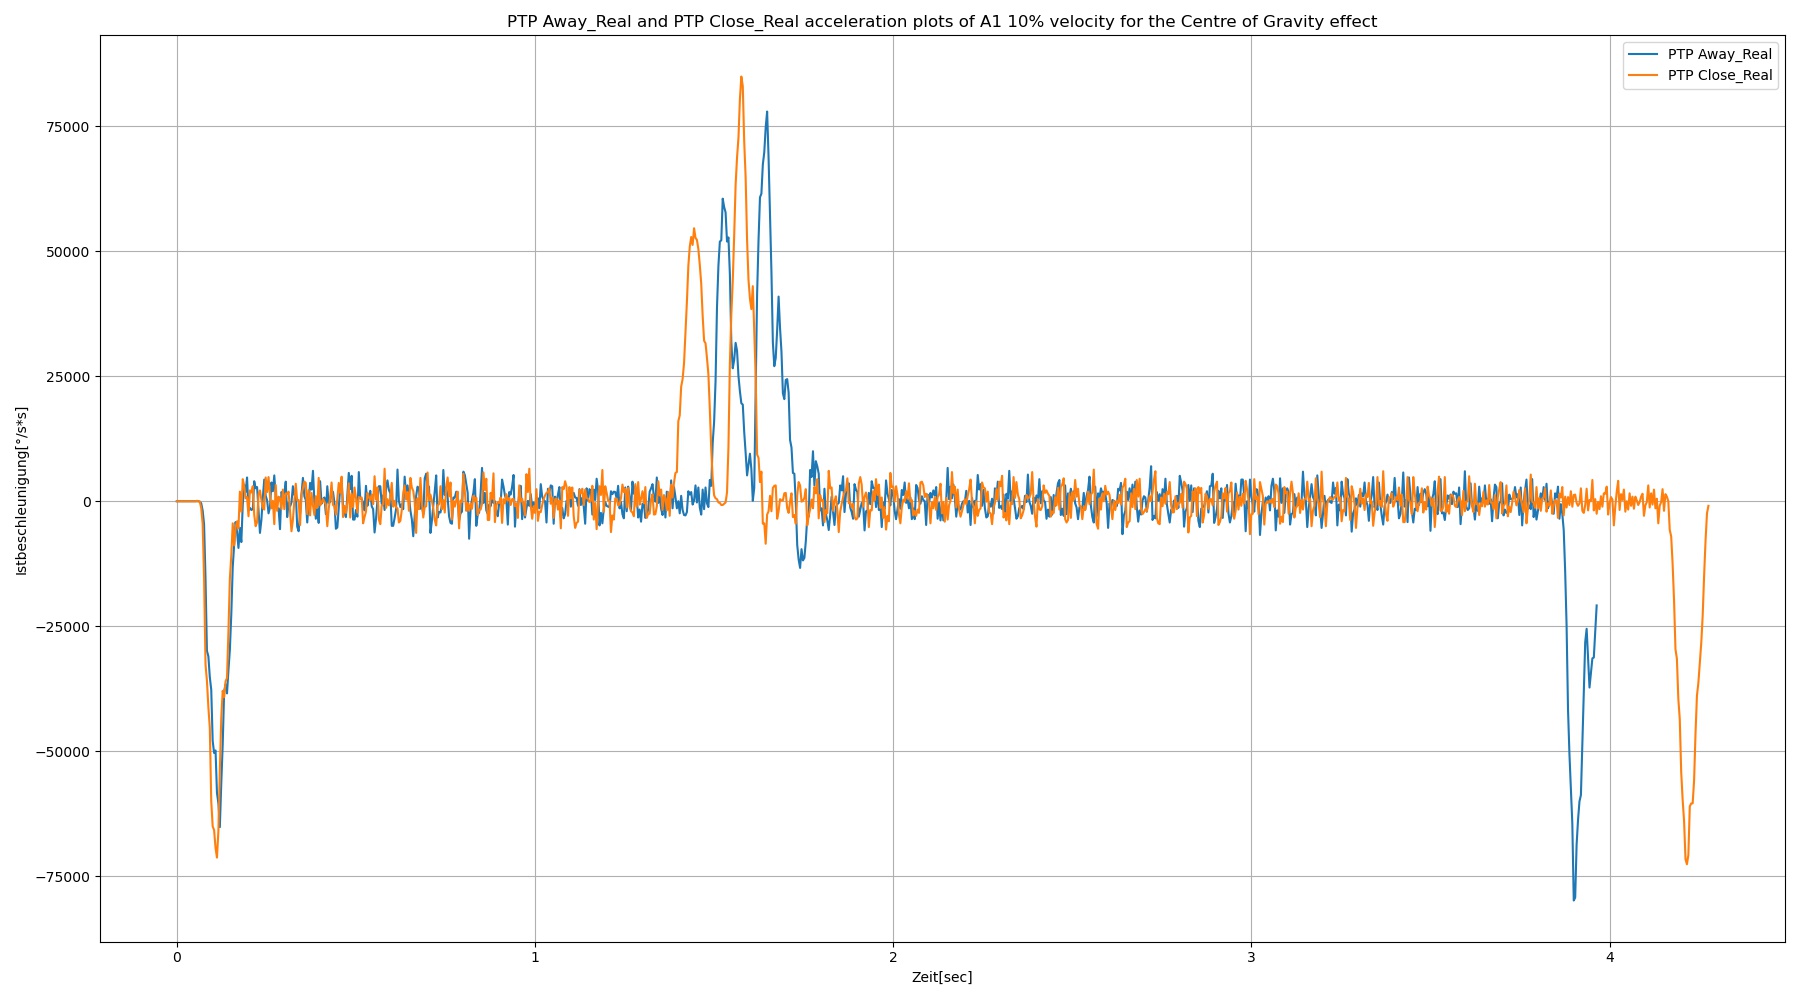 PTP Away_Real and PTP Close_Real acceleration plots of A1 10% velocity for the Centre of Gravity effect
PTP Away_Real
PTP Close_Real
75000
50000
25000
0
−25000
−50000
−75000
Istbeschleunigung[°/s*s]
0
1
2
3
4
Zeit[sec]